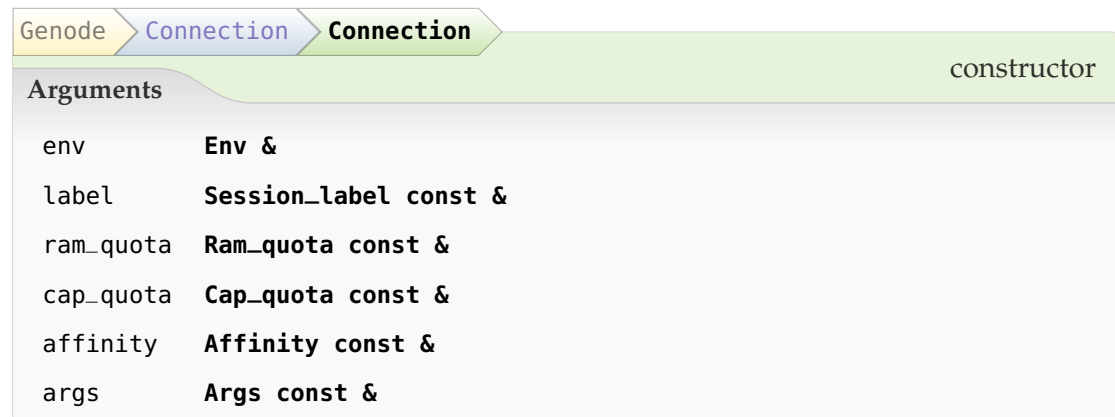 Genode Connection Connection
constructor
Arguments
env Env &
label Session_label const &
ram_quota Ram_quota const &
cap_quota Cap_quota const &
affinity Affinity const &
args Args const &